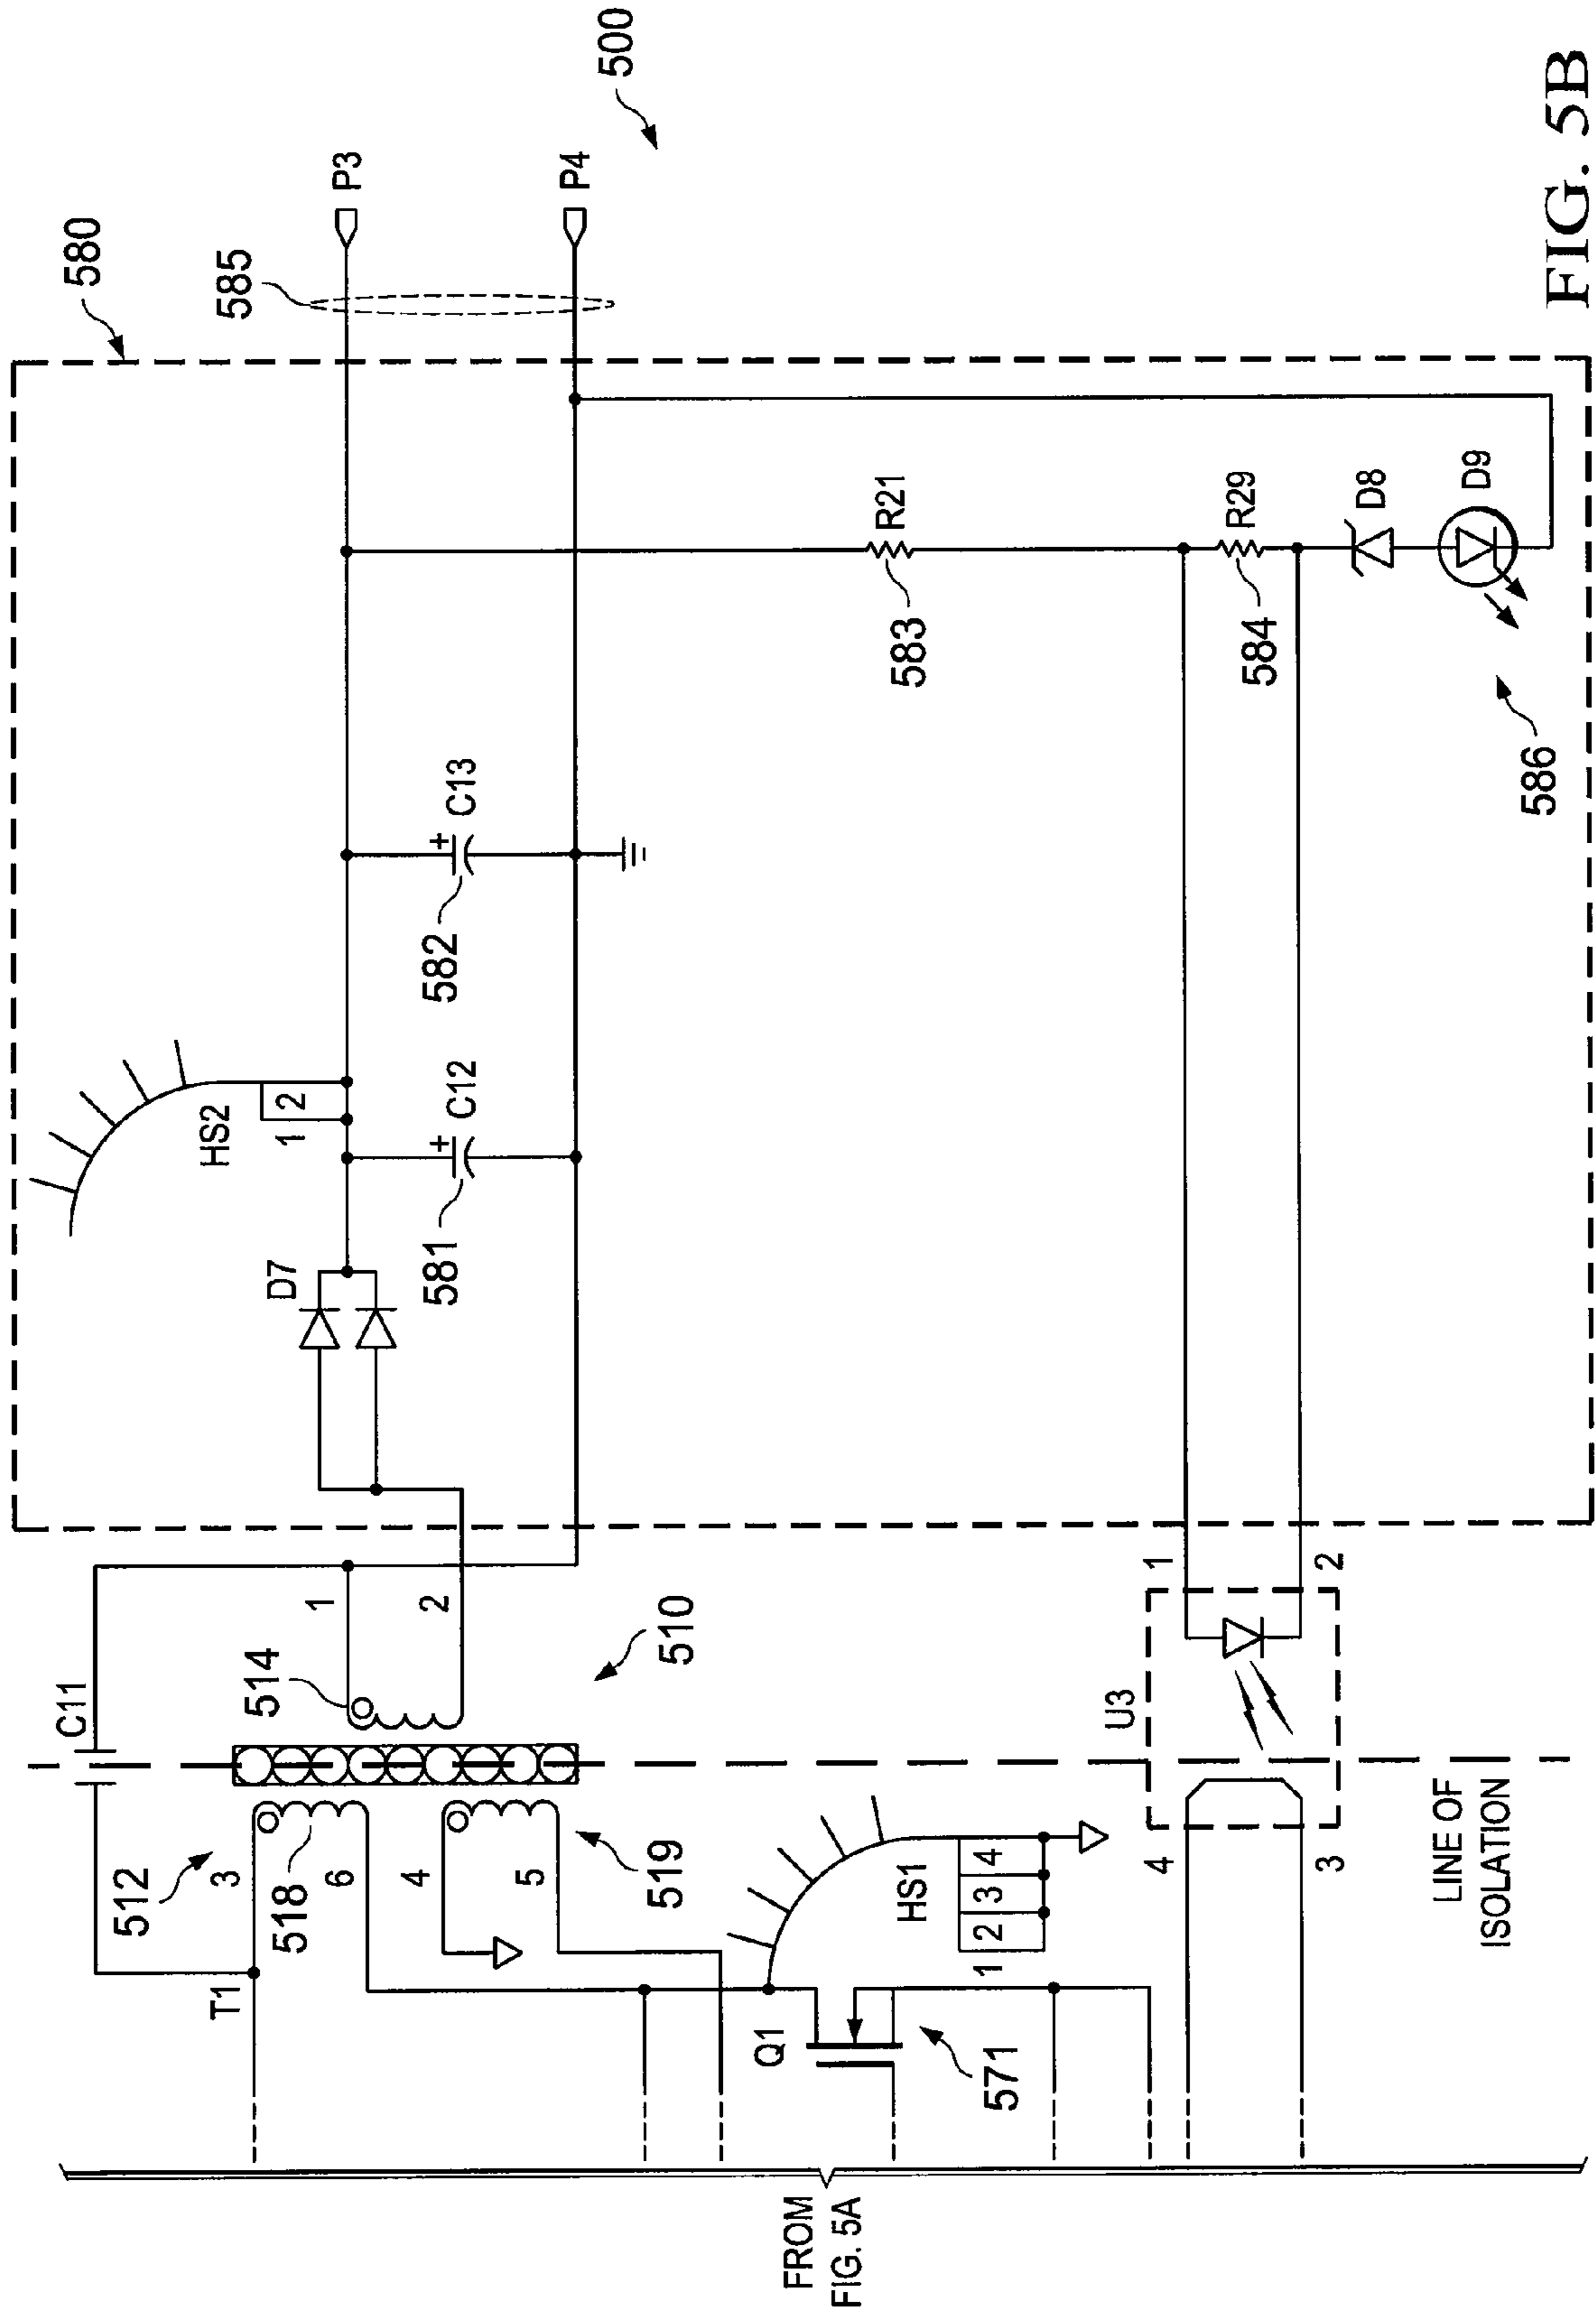 580
500
585
P3
P4
HS2
1
2
D7
C12
+
581
C13
+
582
R21
583
R29
584
D8
D9
586
C11
514
1
2
510
512
T1
3
518
6
4
5
519
Q1
571
HS1
1
2
3
4
U3
1
2
4
3
LINE OF
ISOLATION
FROM
FIG. 5A
FIG. 5B